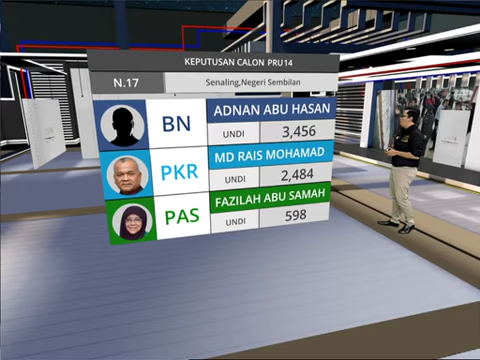 KEPUTUSAN CALON PRU14
N.17 Senaling,Negeri Sembilan
BN ADNAN ABU HASAN
UNDI 3,456
PKR MD RAIS MOHAMAD
UNDI 2,484
PAS FAZILAH ABU SAMAH
UNDI 598